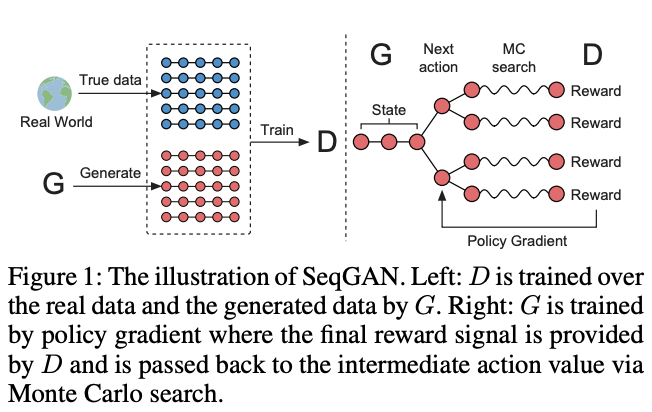 True data
Real World
G
Generate
Train
D
G
Next
action
MC
search
D
State
Reward
Reward
Reward
Reward
Policy Gradient
Figure 1: The illustration of SeqGAN. Left: D is trained over
the real data and the generated data by G. Right: G is trained
by policy gradient where the final reward signal is provided
by D and is passed back to the intermediate action value via
Monte Carlo search.